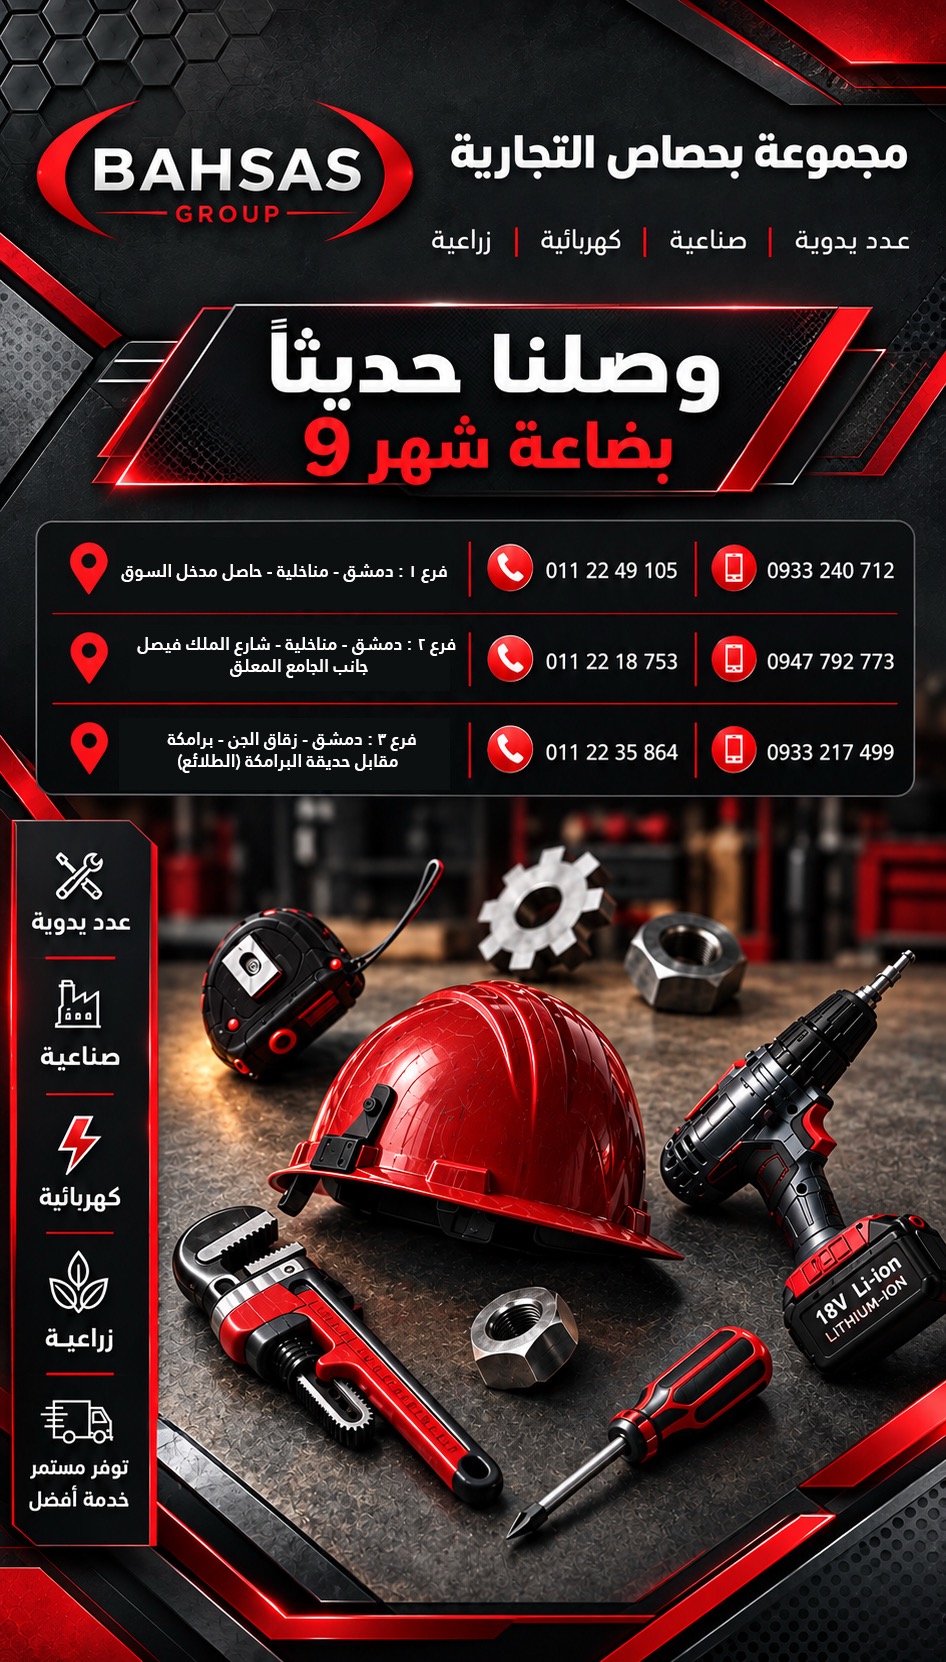 BAHSAS
GROUP
مجموعة بحصاص التجارية
عدد يدوية | صناعية | كهربائية | زراعية
وصلنا حديثاً
بضاعة شهر 9
فرع ١ : دمشق - مناخلية - حاصل مدخل السوق
011 22 49 105
0933 240 712
فرع ٢ : دمشق - مناخلية - شارع الملك فيصل
جانب الجامع المعلق
011 22 18 753
0947 792 773
فرع ٣ : دمشق - زقاق الجن - برامكة
مقابل حديقة البرامكة (الطلائع)
011 22 35 864
0933 217 499
عدد يدوية
صناعية
كهربائية
زراعية
توفر مستمر
خدمة أفضل
18V Li-ion
LITHIUM-ION